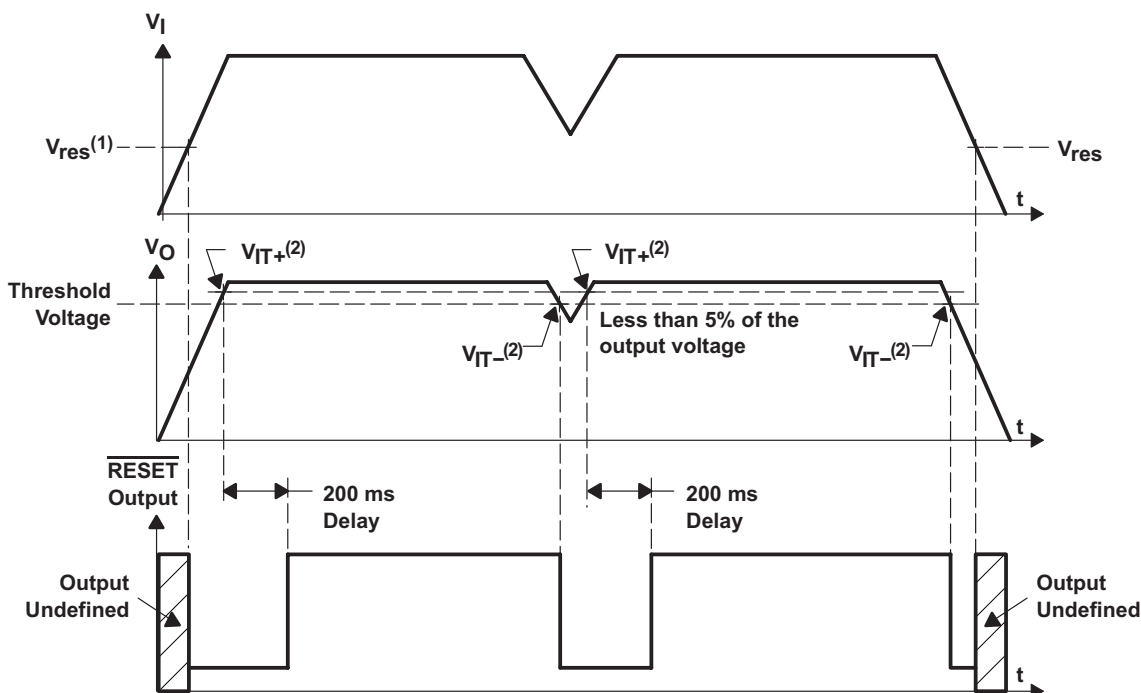 VI
Vres(1)
Vres
t
VO
VIT+(2)
VIT+(2)
Threshold
Voltage
Less than 5% of the
output voltage
VIT−(2)
VIT−(2)
t
RESET
Output
200 ms
Delay
200 ms
Delay
Output
Undefined
Output
Undefined
t